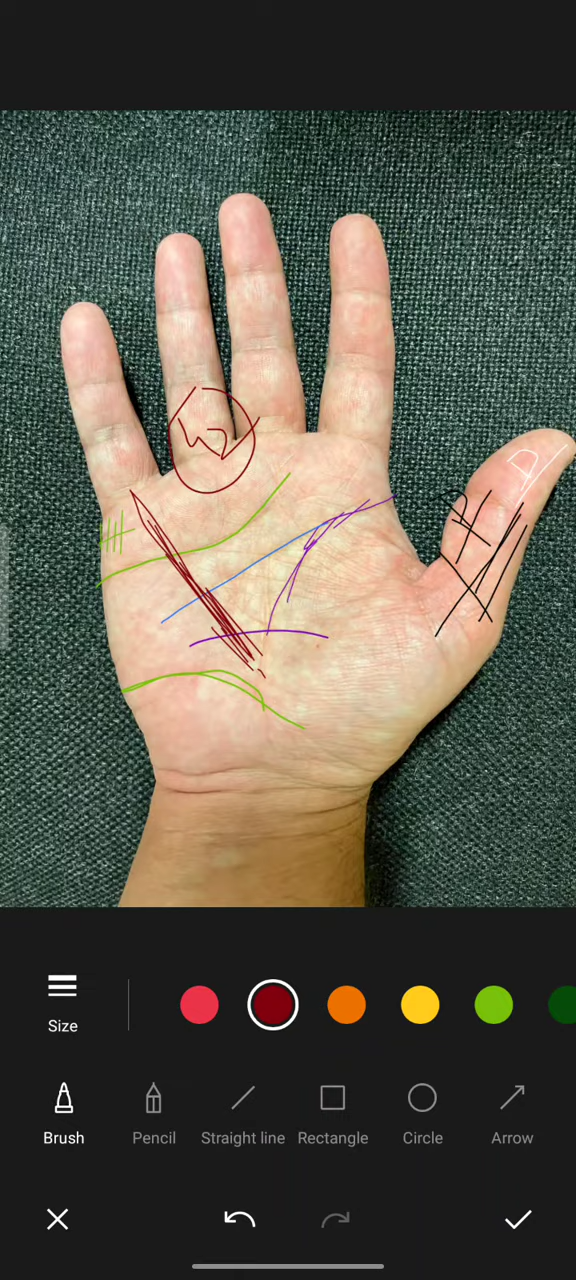 Size
Brush
Pencil
Straight line
Rectangle
Circle
Arrow